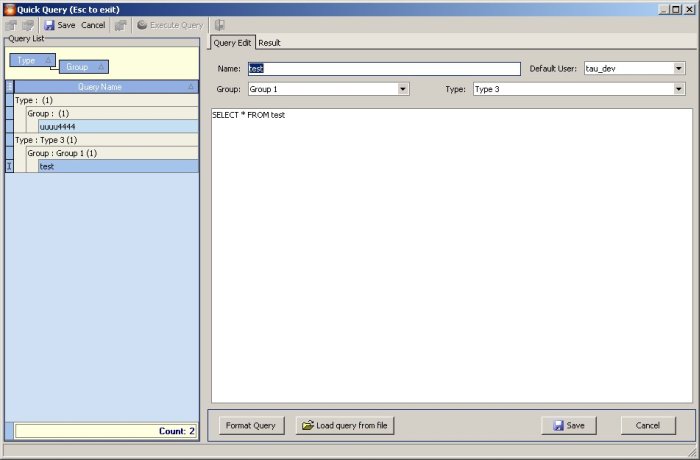 Quick Query (Esc to exit)
Save Cancel Execute Query
Query List
Type
Group
Query Name
Type : (1)
Group : (1)
uuuu4444
Type : Type 3 (1)
Group : Group 1 (1)
test
Count: 2
Query Edit Result
Name: test Default User: tau_dev
Group: Group 1 Type: Type 3
SELECT * FROM test
Format Query Load query from file Save Cancel